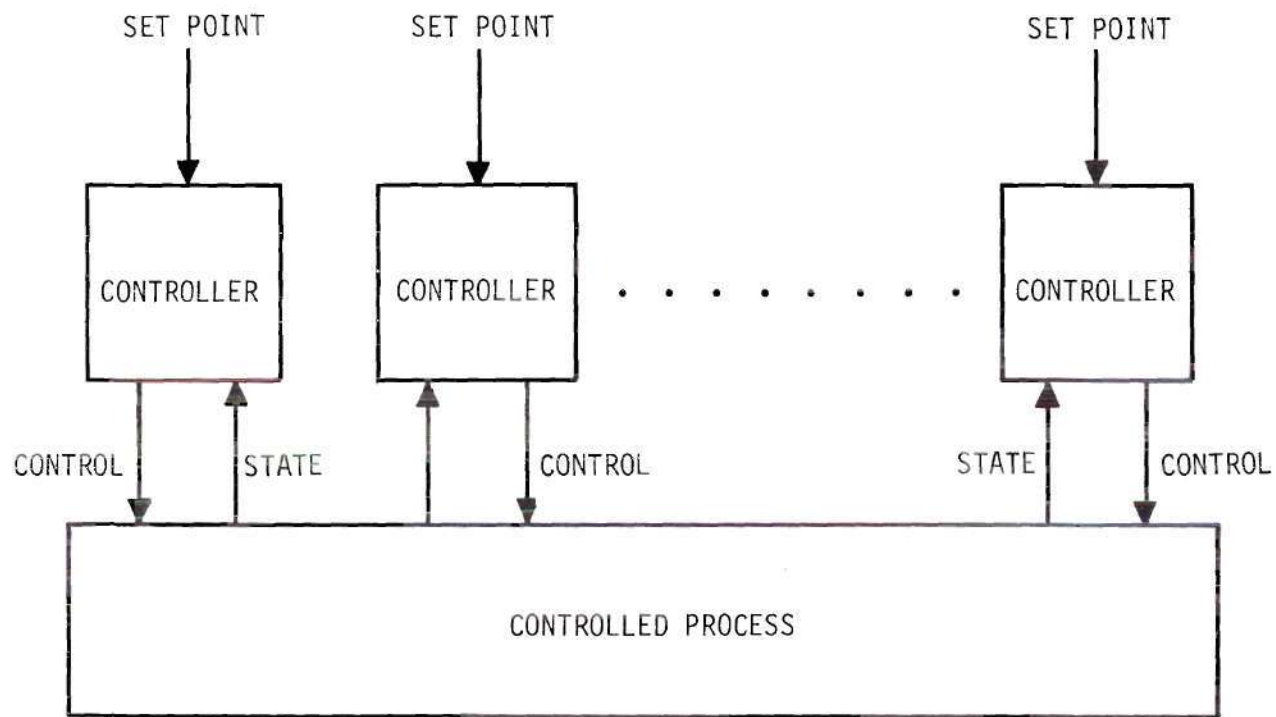 SET POINT
SET POINT
SET POINT
CONTROLLER
CONTROLLER
CONTROLLER
CONTROL
STATE
CONTROL
STATE
CONTROL
CONTROLLED PROCESS